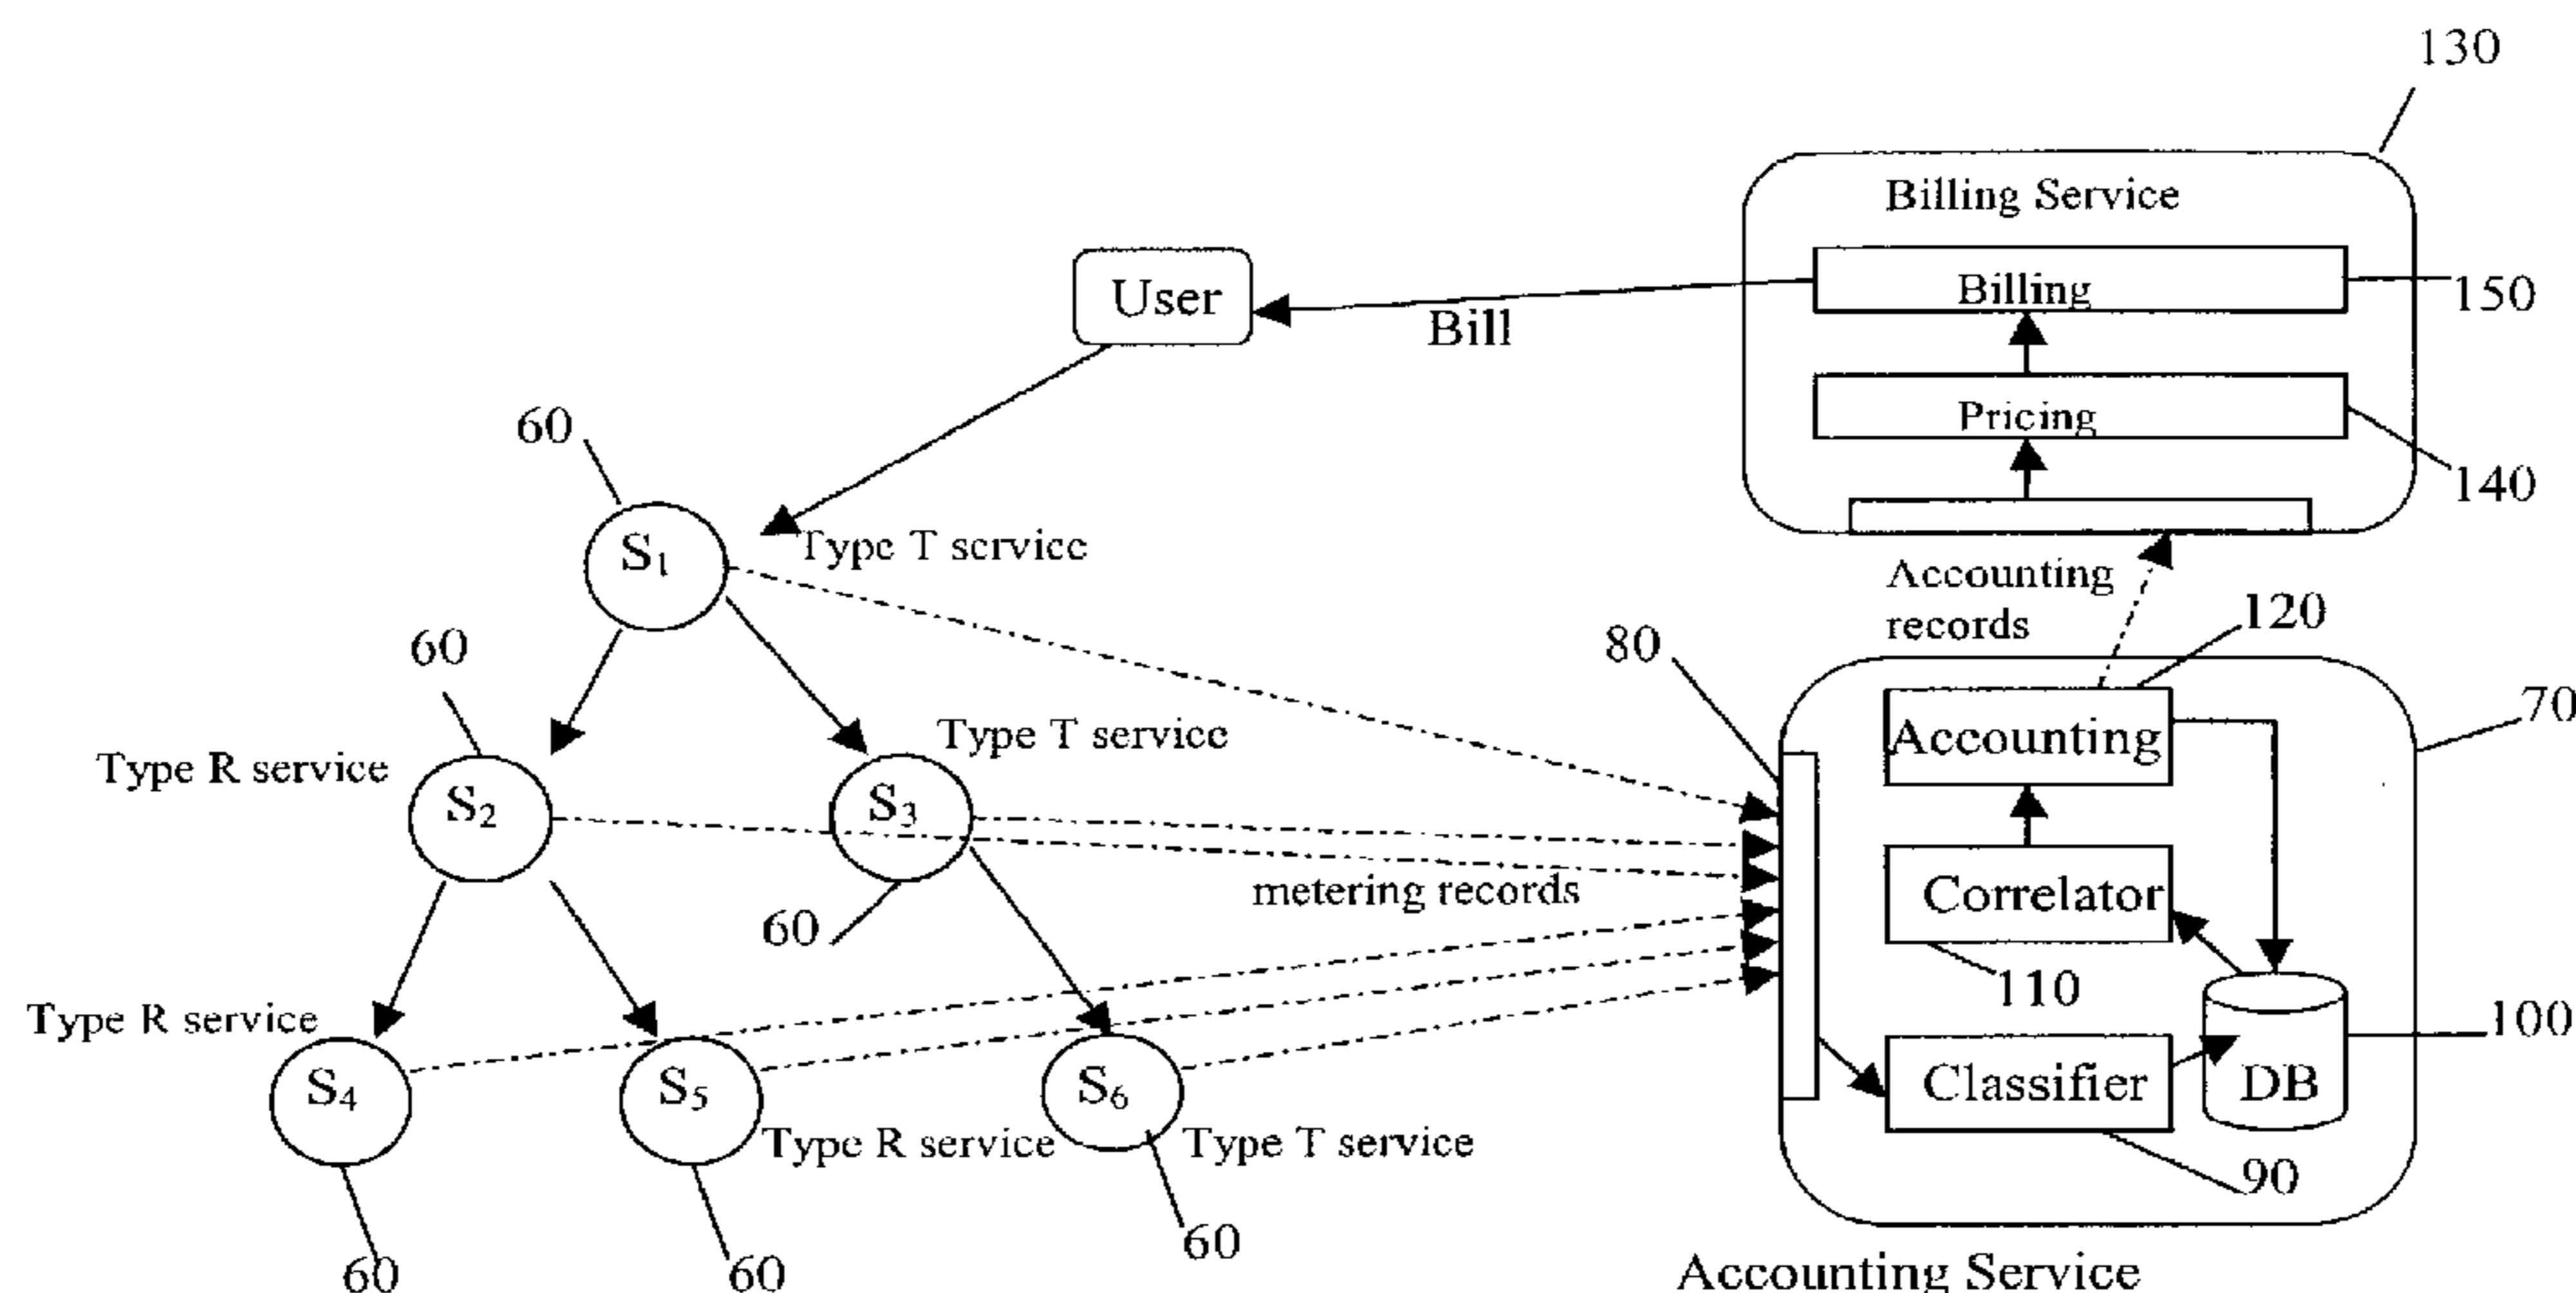 130
Billing Service
User
Billing
150
Bill
Pricing
60
140
S₁
Type T service
Accounting
records
120
60
80
70
Type T service
Type R service
Accounting
S₂
S₃
metering records
Correlator
60
110
Type R service
100
S₄
S₅
S₆
Classifier
DB
Type R service
Type T service
90
60
60
60
Accounting Service